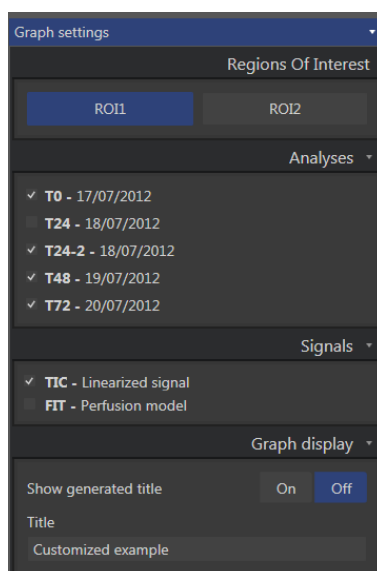 Graph settings
Regions Of Interest
ROI1 ROI2
Analyses
T0 - 17/07/2012
T24 - 18/07/2012
T24-2 - 18/07/2012
T48 - 19/07/2012
T72 - 20/07/2012
Signals
TIC - Linearized signal
FIT - Perfusion model
Graph display
Show generated title On Off
Title
Customized example